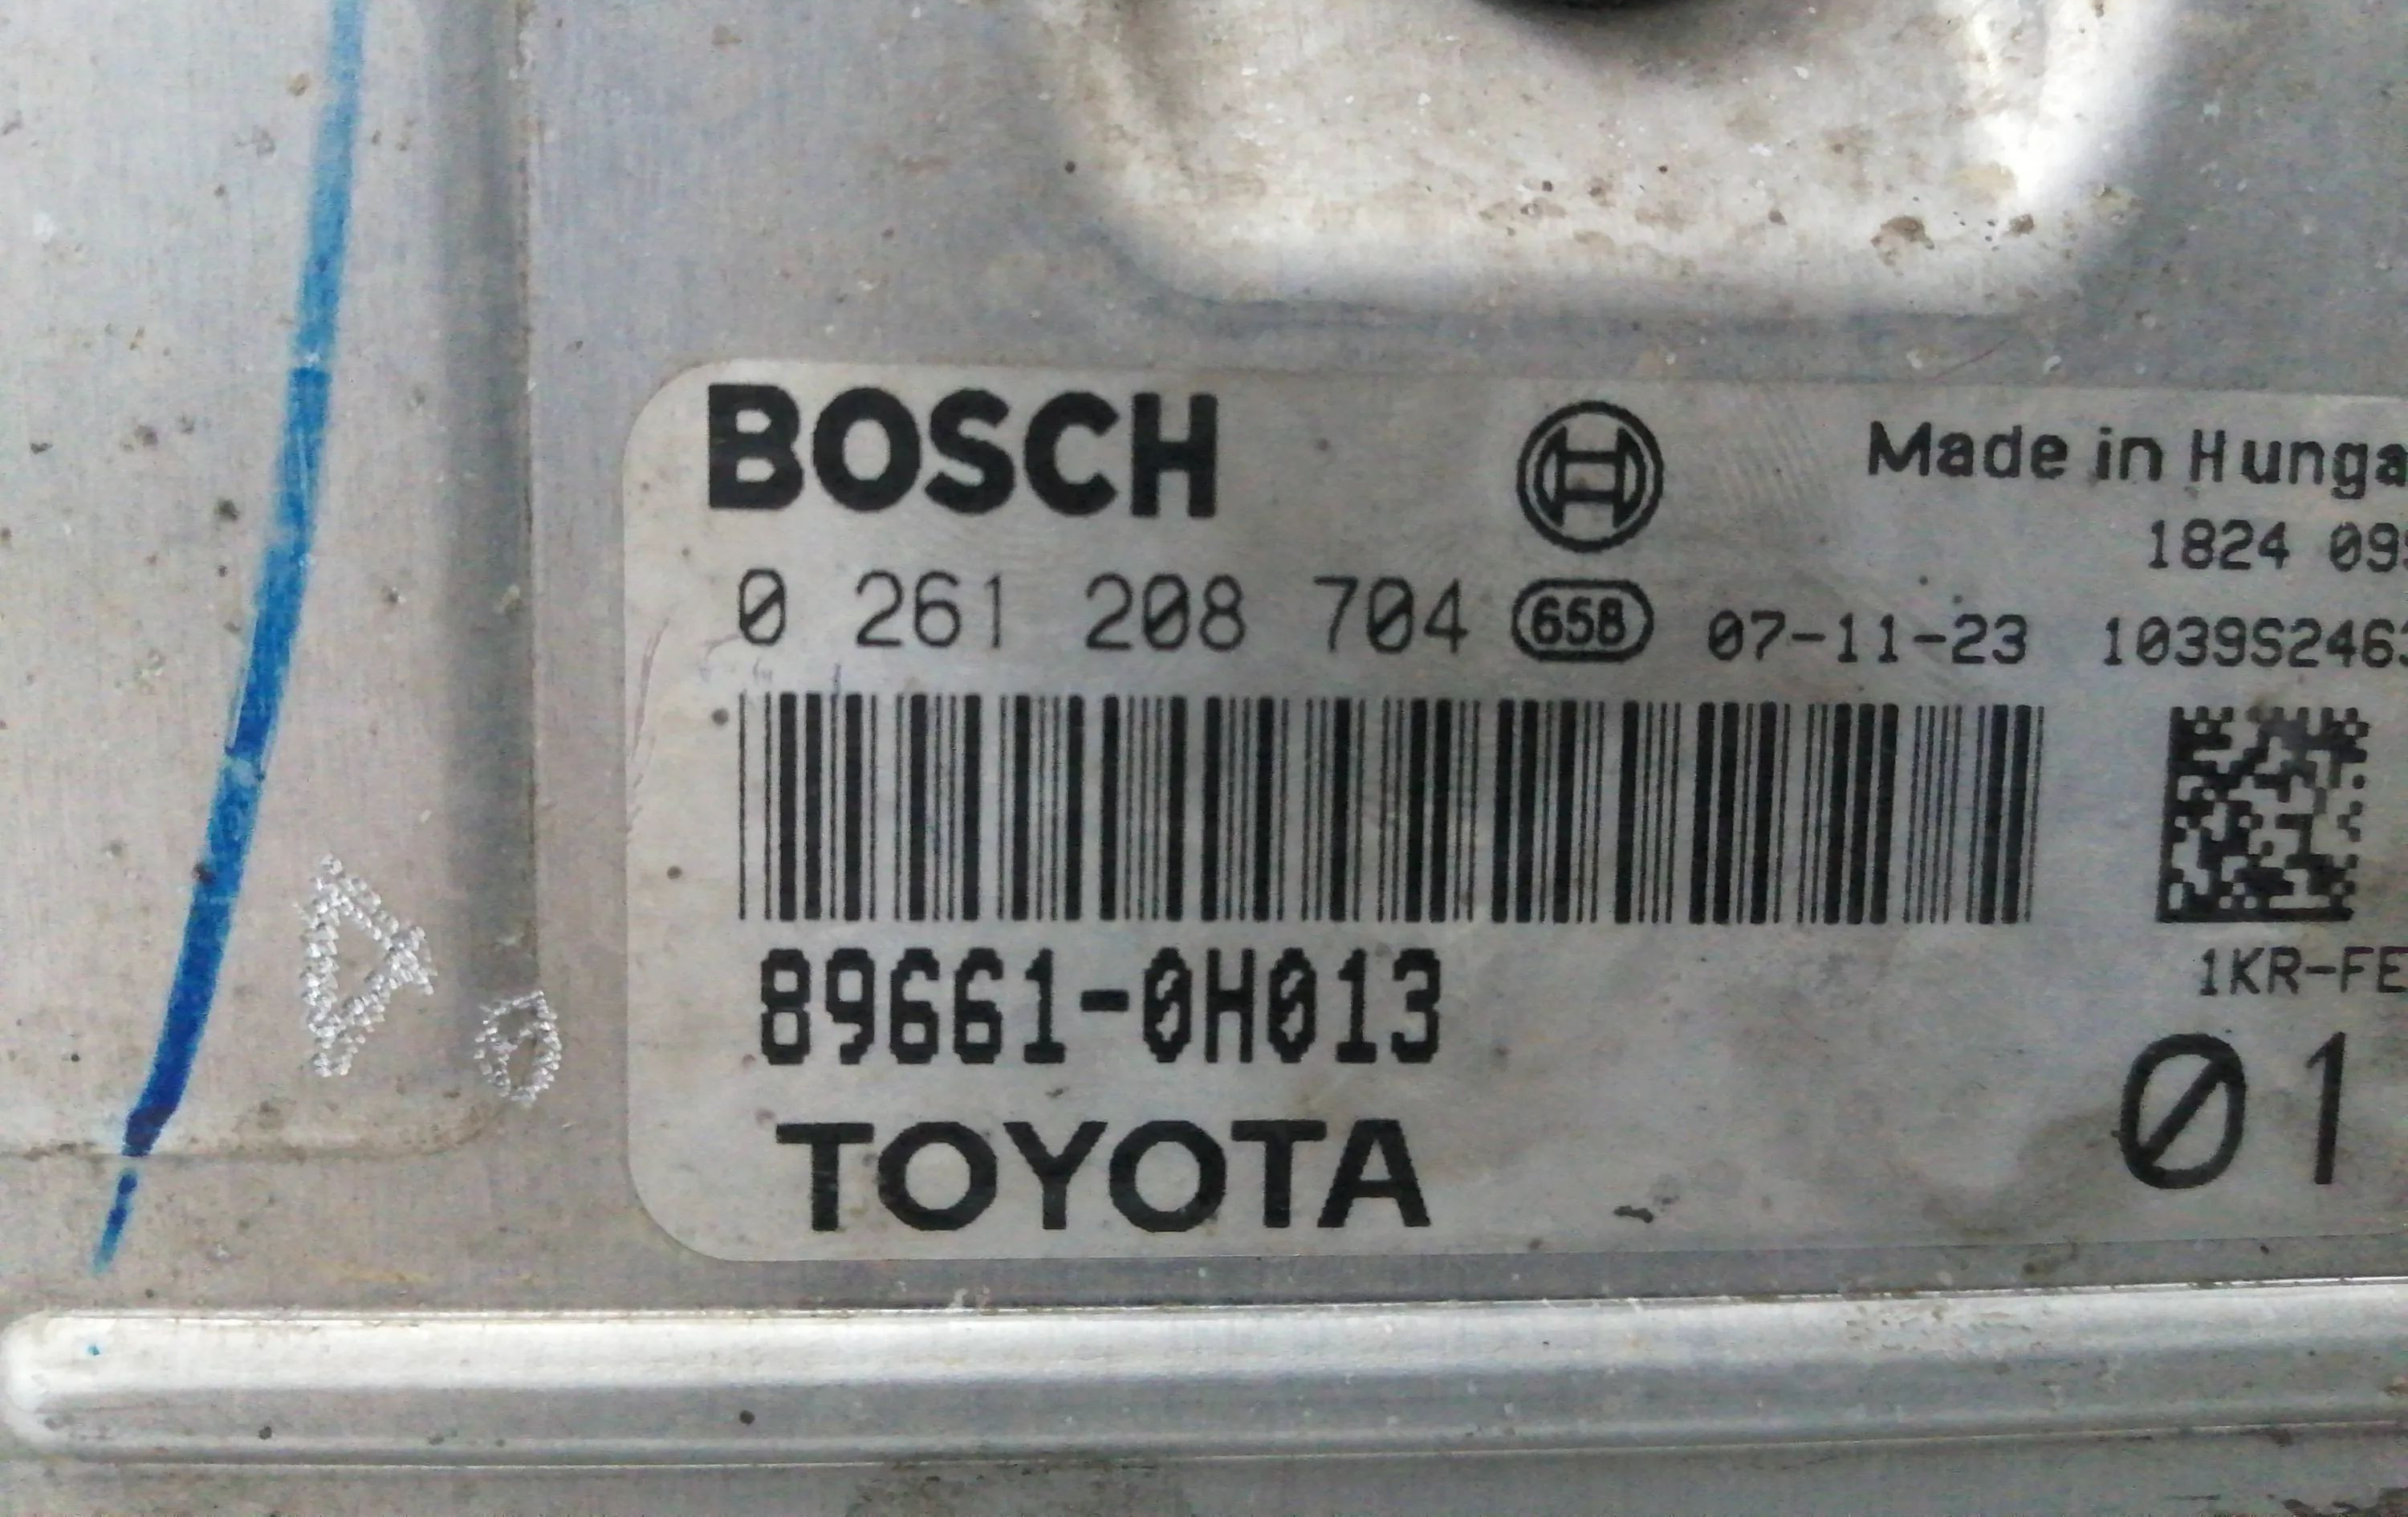 BOSCH
Made in Hunga
1824 09
0 261 208 704 658 07-11-23 1039S246
89661-0H013
1KR-FE
01
TOYOTA